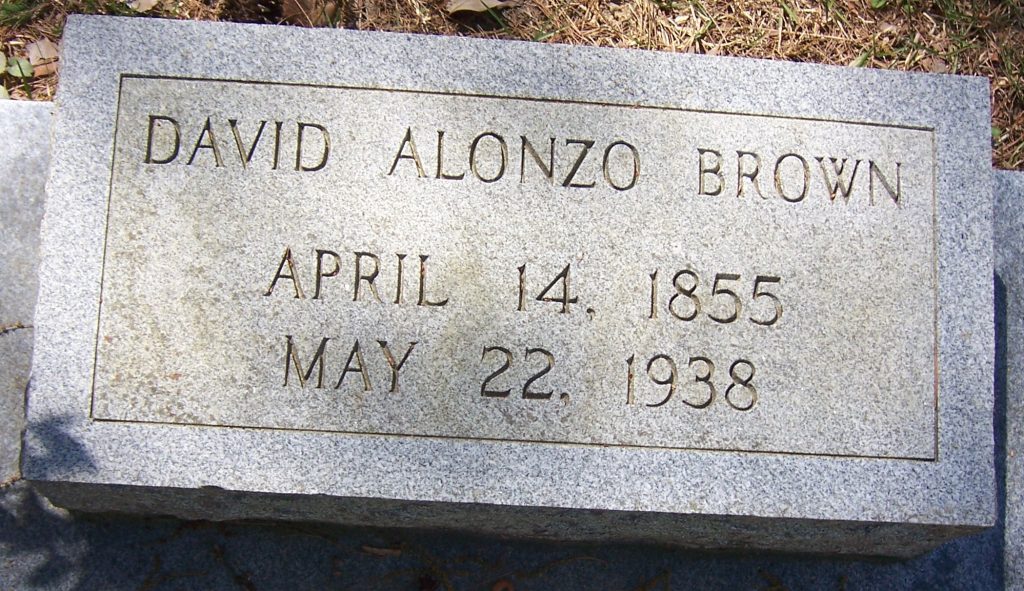 DAVID ALONZO BROWN
APRIL 14, 1855
MAY 22, 1938